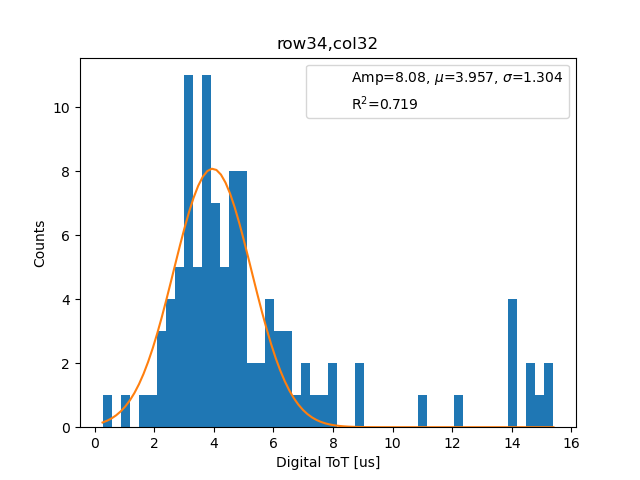 row34,col32
Amp=8.08, μ=3.957, σ=1.304
R²=0.719
Counts
10
8
6
4
2
0
0 2 4 6 8 10 12 14 16
Digital ToT [us]